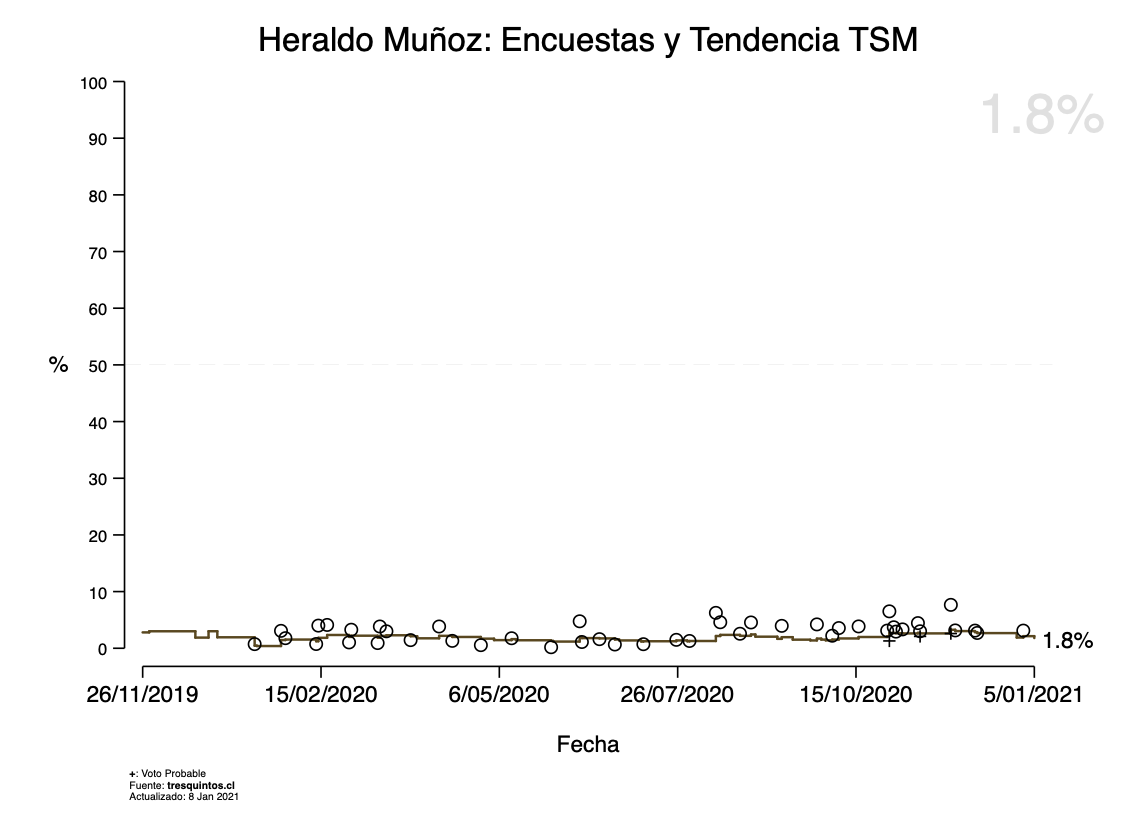 Heraldo Muñoz: Encuestas y Tendencia TSM
1.8%
100
90
80
70
60
% 50
40
30
20
10
0
1.8%
26/11/2019 15/02/2020 6/05/2020 26/07/2020 15/10/2020 5/01/2021
Fecha
+: Voto Probable
Fuente: tresquintos.cl
Actualizado: 8 Jan 2021